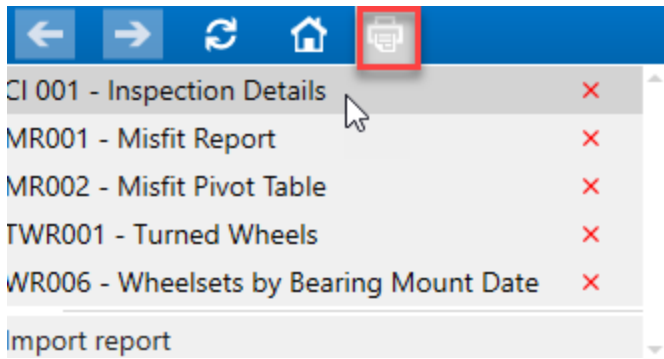 CI 001 - Inspection Details
MR001 - Misfit Report
MR002 - Misfit Pivot Table
TWR001 - Turned Wheels
WR006 - Wheelsets by Bearing Mount Date
Import report